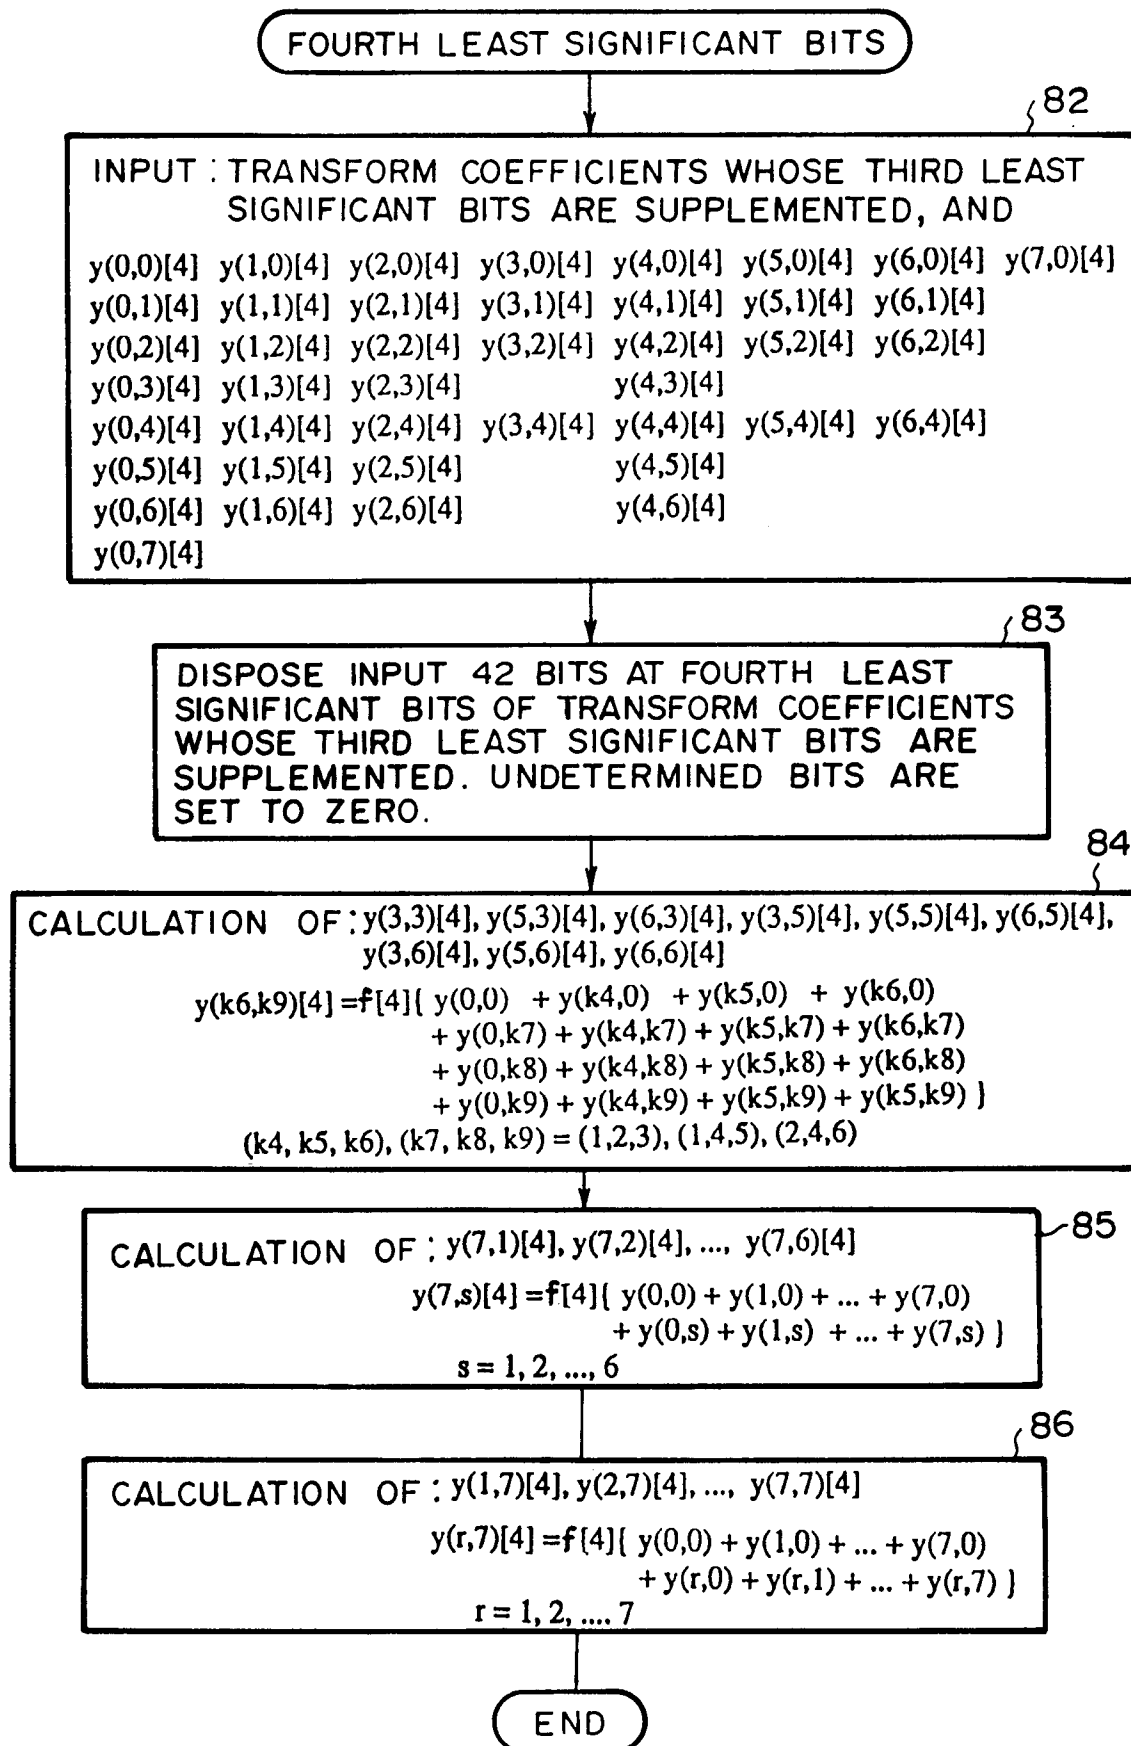 FOURTH LEAST SIGNIFICANT BITS
82
INPUT : TRANSFORM COEFFICIENTS WHOSE THIRD LEAST
SIGNIFICANT BITS ARE SUPPLEMENTED, AND
y(0,0)[4] y(1,0)[4] y(2,0)[4] y(3,0)[4] y(4,0)[4] y(5,0)[4] y(6,0)[4] y(7,0)[4]
y(0,1)[4] y(1,1)[4] y(2,1)[4] y(3,1)[4] y(4,1)[4] y(5,1)[4] y(6,1)[4]
y(0,2)[4] y(1,2)[4] y(2,2)[4] y(3,2)[4] y(4,2)[4] y(5,2)[4] y(6,2)[4]
y(0,3)[4] y(1,3)[4] y(2,3)[4] y(4,3)[4]
y(0,4)[4] y(1,4)[4] y(2,4)[4] y(3,4)[4] y(4,4)[4] y(5,4)[4] y(6,4)[4]
y(0,5)[4] y(1,5)[4] y(2,5)[4] y(4,5)[4]
y(0,6)[4] y(1,6)[4] y(2,6)[4] y(4,6)[4]
y(0,7)[4]
83
DISPOSE INPUT 42 BITS AT FOURTH LEAST
SIGNIFICANT BITS OF TRANSFORM COEFFICIENTS
WHOSE THIRD LEAST SIGNIFICANT BITS ARE
SUPPLEMENTED. UNDETERMINED BITS ARE
SET TO ZERO.
84
CALCULATION OF : y(3,3)[4], y(5,3)[4], y(6,3)[4], y(3,5)[4], y(5,5)[4], y(6,5)[4],
y(3,6)[4], y(5,6)[4], y(6,6)[4]
y(k6,k9)[4] =f[4]{ y(0,0) + y(k4,0) + y(k5,0) + y(k6,0)
+ y(0,k7) + y(k4,k7) + y(k5,k7) + y(k6,k7)
+ y(0,k8) + y(k4,k8) + y(k5,k8) + y(k6,k8)
+ y(0,k9) + y(k4,k9) + y(k5,k9) + y(k5,k9) }
(k4, k5, k6), (k7, k8, k9) = (1,2,3), (1,4,5), (2,4,6)
85
CALCULATION OF : y(7,1)[4], y(7,2)[4], ..., y(7,6)[4]
y(7,s)[4] =f[4]{ y(0,0) + y(1,0) + ... + y(7,0)
+ y(0,s) + y(1,s) + ... + y(7,s) }
s = 1, 2, ..., 6
86
CALCULATION OF : y(1,7)[4], y(2,7)[4], ..., y(7,7)[4]
y(r,7)[4] =f[4]{ y(0,0) + y(1,0) + ... + y(7,0)
+ y(r,0) + y(r,1) + ... + y(r,7) }
r = 1, 2, .... 7
END